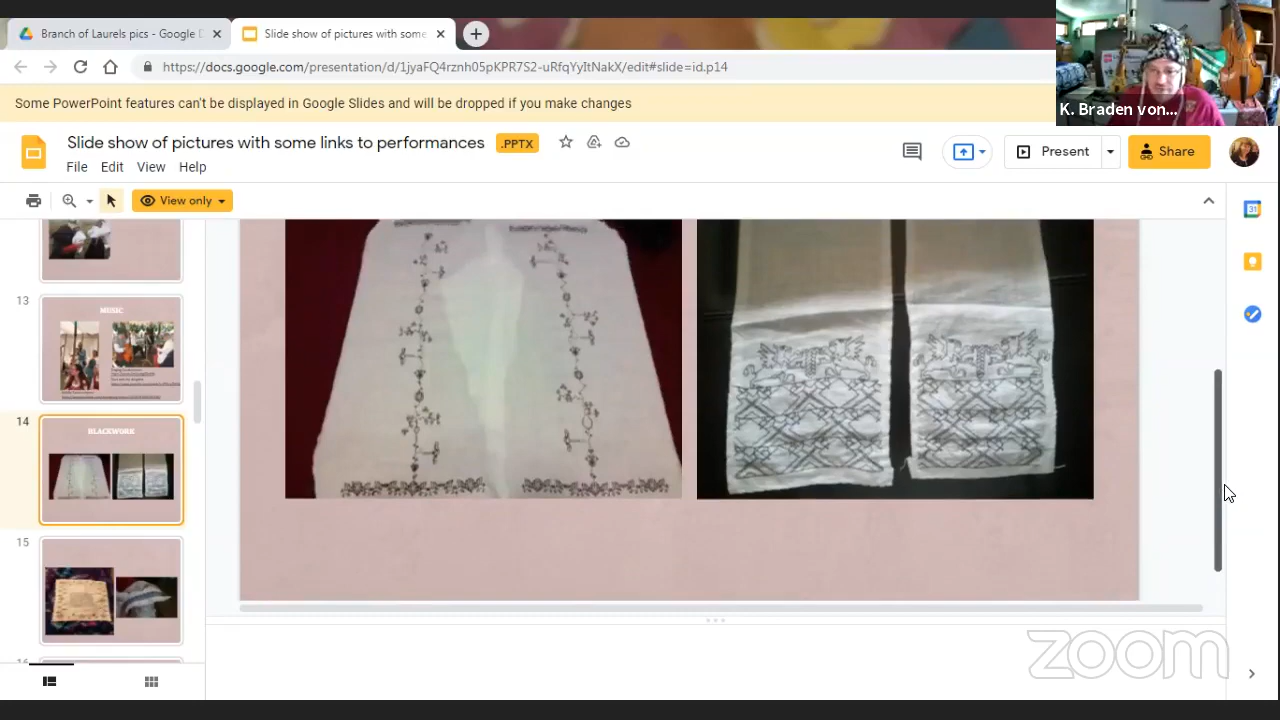 Branch of Laurels pics - Google D
Slide show of pictures with some
https://docs.google.com/presentation/d/1jyaFQ4rznh05pKPR7S2-uRfqYyItNakX/edit#slide=id.p14
Some PowerPoint features can't be displayed in Google Slides and will be dropped if you make changes
K. Braden von...
Slide show of pictures with some links to performances .PPTX
File Edit View Help
Present
Share
View only
31
13
MUSIC
14
BLACKWORK
15
zoom